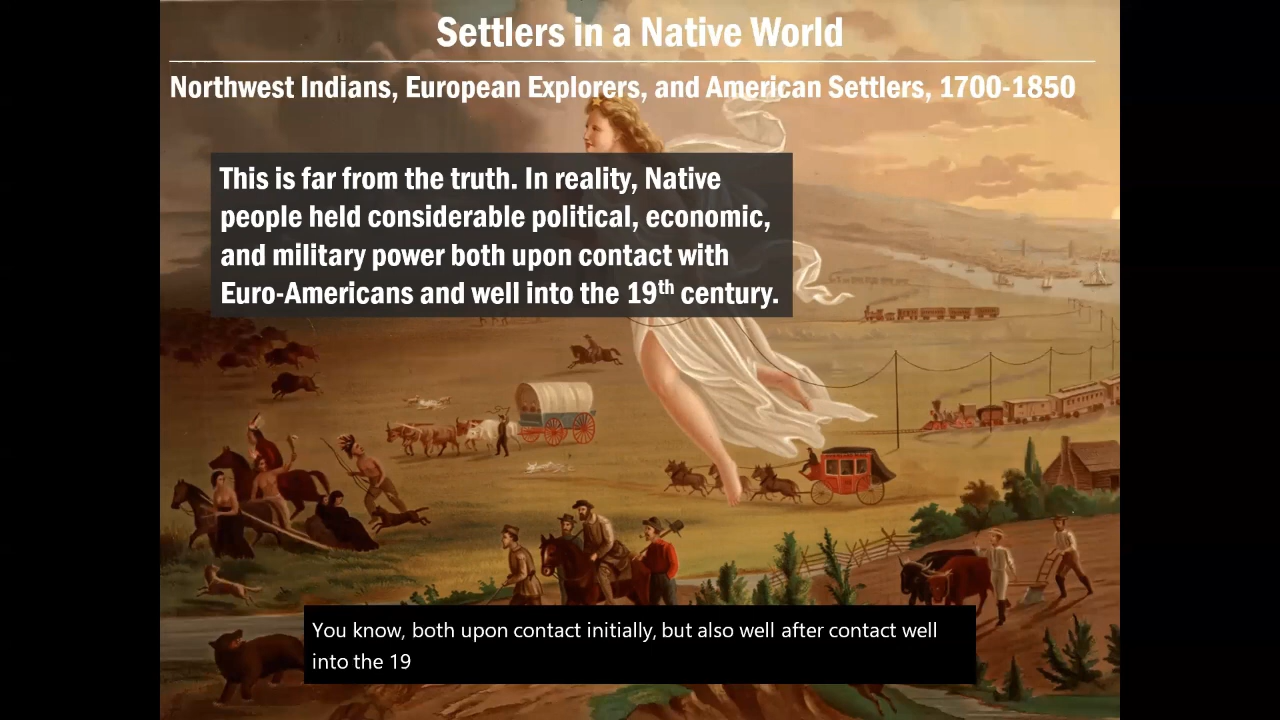 Settlers in a Native World
Northwest Indians, European Explorers, and American Settlers, 1700-1850
This is far from the truth. In reality, Native
people held considerable political, economic,
and military power both upon contact with
Euro-Americans and well into the 19th century.
You know, both upon contact initially, but also well after contact well
into the 19